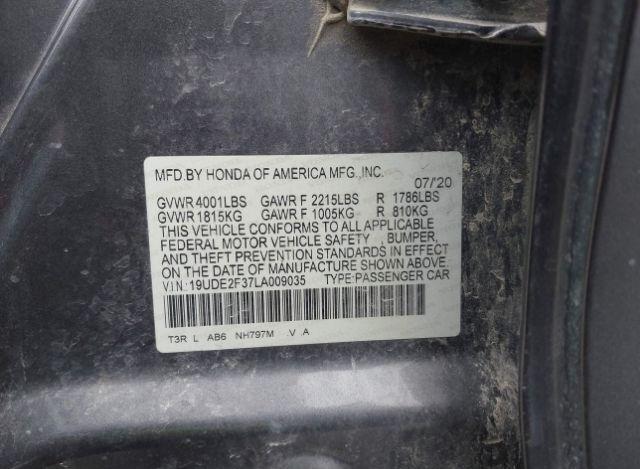 MFD.BY HONDA OF AMERICA MFG.,INC.
07/'20
GVWR 4001LBS GAWR F 2215LBS R 1786LBS
GVWR 1815KG GAWR F 1005KG R 810KG
THIS VEHICLE CONFORMS TO ALL APPLICABLE
FEDERAL MOTOR VEHICLE SAFETY , BUMPER,
AND THEFT PREVENTION STANDARDS IN EFFECT
ON THE DATE OF MANUFACTURE SHOWN ABOVE.
V.I.N.:19UDE2F37LA009035 TYPE:PASSENGER CAR
T3R L AB6 NH797M .V .A